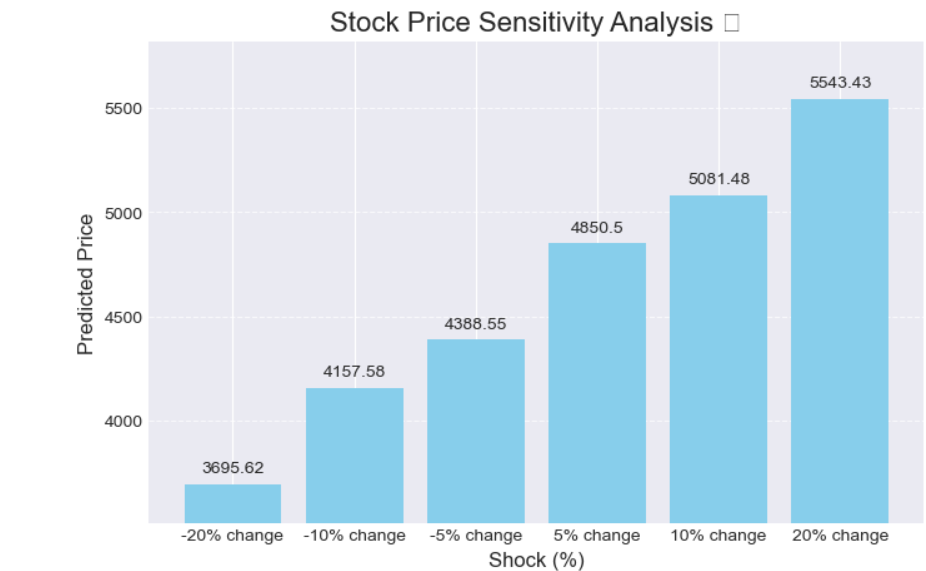 Stock Price Sensitivity Analysis
5543.43
5500
5081.48
5000
4850.5
Predicted Price
4500
4388.55
4157.58
4000
3695.62
-20% change -10% change -5% change 5% change 10% change 20% change
Shock (%)